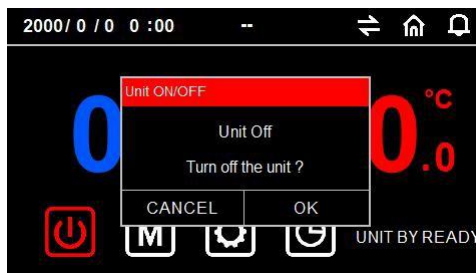 2000/ 0 / 0  0 :00 --
Unit ON/OFF
0
Unit Off
Turn off the unit ?
CANCEL OK
0.0 °C
M
UNIT BY READY